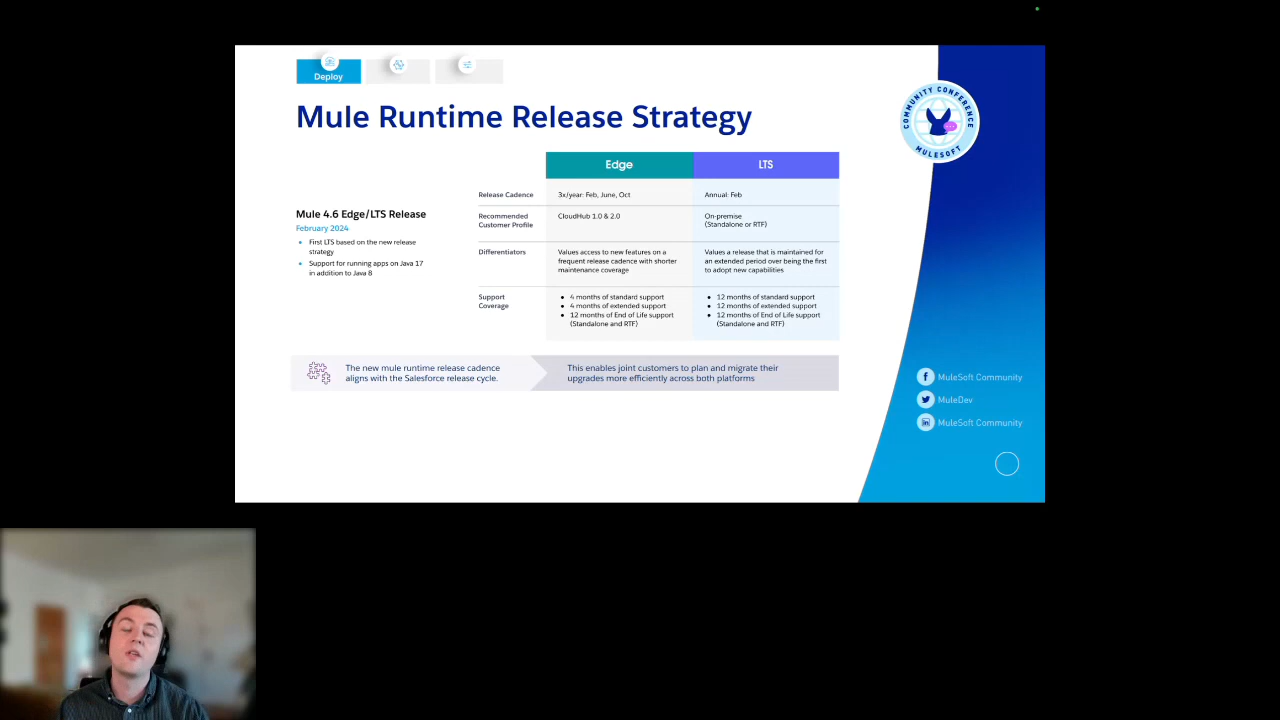 Deploy
Mule Runtime Release Strategy
COMMUNITY CONFERENCE
MULESOFT
Edge
LTS
Release Cadence
3x/year: Feb, June, Oct
Annual: Feb
Recommended
Customer Profile
CloudHub 1.0 & 2.0
On-premise
(Standalone or RTF)
Differentiators
Values access to new features on a
frequent release cadence with shorter
maintenance coverage
Values a release that is maintained for
an extended period over being the first
to adopt new capabilities
Support
Coverage
● 4 months of standard support
● 4 months of extended support
● 12 months of End of Life support
(Standalone and RTF)
● 12 months of standard support
● 12 months of extended support
● 12 months of End of Life support
(Standalone and RTF)
Mule 4.6 Edge/LTS Release
February 2024
• First LTS based on the new release
strategy
• Support for running apps on Java 17
in addition to Java 8
The new mule runtime release cadence
aligns with the Salesforce release cycle.
This enables joint customers to plan and migrate their
upgrades more efficiently across both platforms
MuleSoft Community
MuleDev
MuleSoft Community